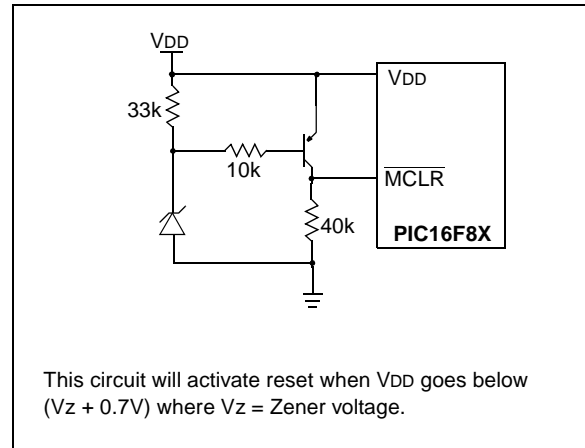 VDD
33k
10k
40k
VDD
MCLR
PIC16F8X
This circuit will activate reset when VDD goes below
(Vz + 0.7V) where Vz = Zener voltage.